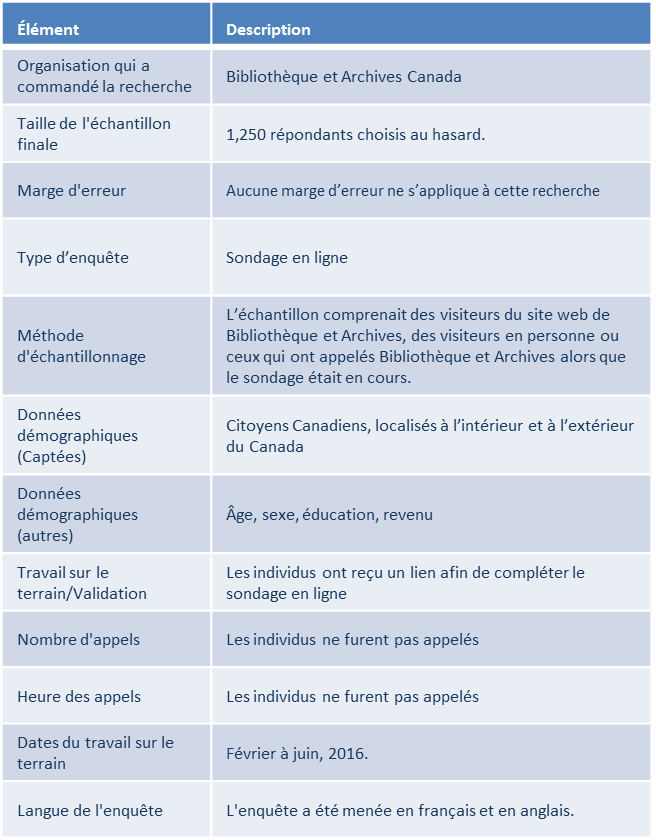 Élément
Description
Organisation qui a
commandé la recherche
Bibliothèque et Archives Canada
Taille de l'échantillon
finale
1,250 répondants choisis au hasard.
Marge d'erreur
Aucune marge d’erreur ne s’applique à cette recherche
Type d’enquête
Sondage en ligne
Méthode
d'échantillonnage
L’échantillon comprenait des visiteurs du site web de
Bibliothèque et Archives, des visiteurs en personne ou
ceux qui ont appelés Bibliothèque et Archives alors que
le sondage était en cours.
Données
démographiques
(Captées)
Citoyens Canadiens, localisés à l’intérieur et à l’extérieur
du Canada
Données
démographiques
(autres)
Âge, sexe, éducation, revenu
Travail sur le
terrain/Validation
Les individus ont reçu un lien afin de compléter le
sondage en ligne
Nombre d'appels
Les individus ne furent pas appelés
Heure des appels
Les individus ne furent pas appelés
Dates du travail sur le
terrain
Février à juin, 2016.
Langue de l'enquête
L'enquête a été menée en français et en anglais.